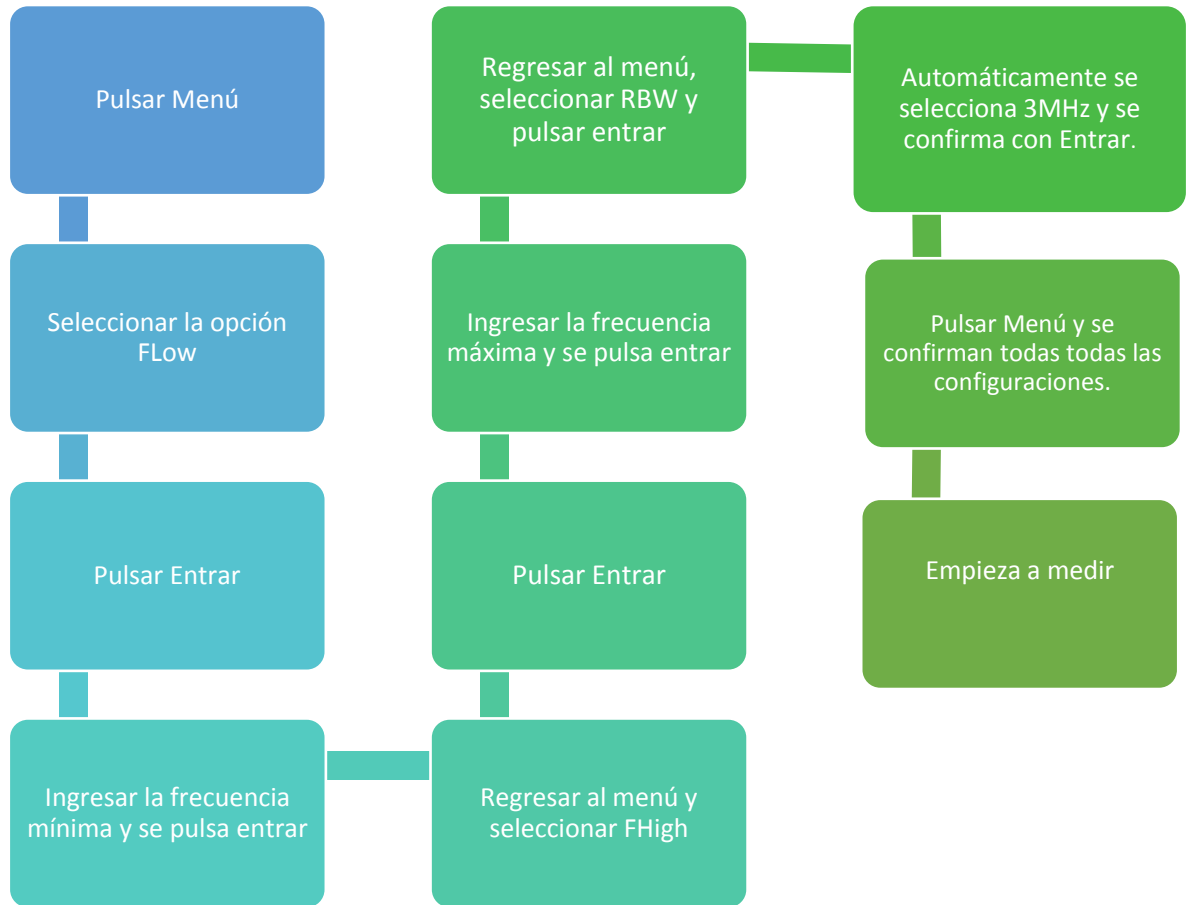 Pulsar Menú
Seleccionar la opción
FLow
Pulsar Entrar
Ingresar la frecuencia
mínima y se pulsa entrar
Regresar al menú y
seleccionar FHigh
Pulsar Entrar
Ingresar la frecuencia
máxima y se pulsa entrar
Regresar al menú,
seleccionar RBW y
pulsar entrar
Automáticamente se
selecciona 3MHz y se
confirma con Entrar.
Pulsar Menú y se
confirman todas todas las
configuraciones.
Empieza a medir